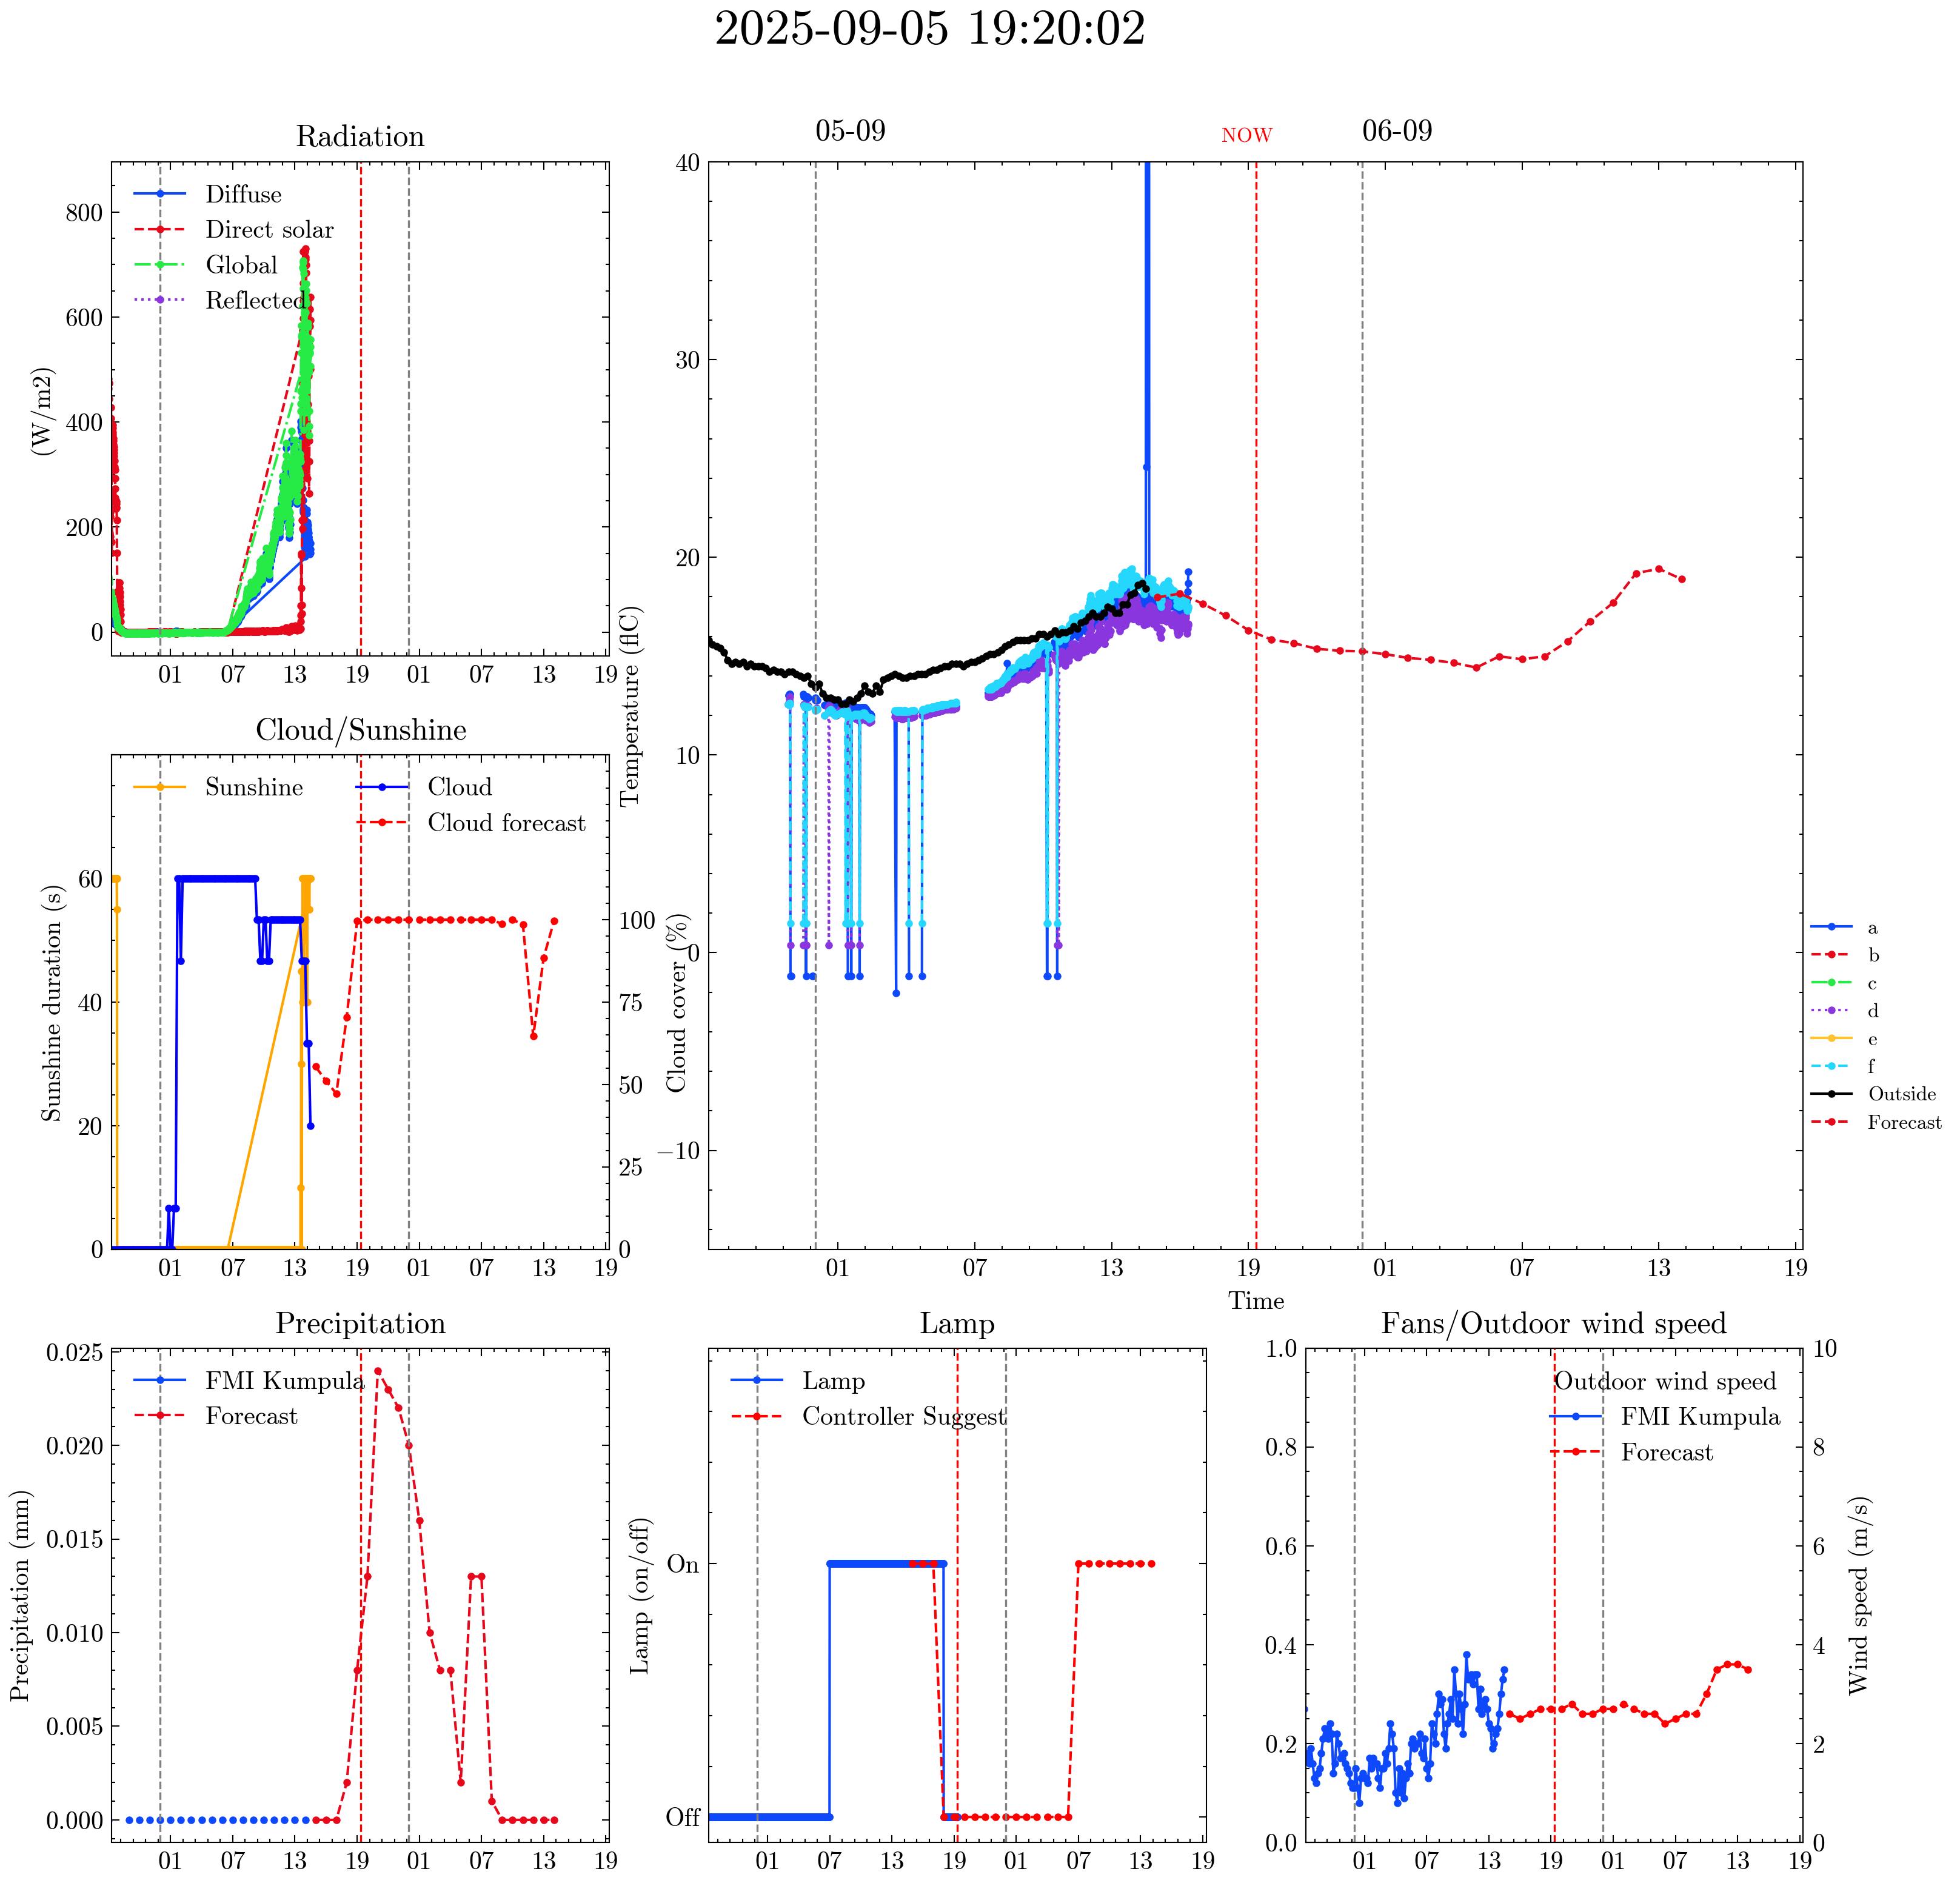 2025-09-05 19:20:02
Radiation
Diffuse
Direct solar
Global
Reflected
(W/m2)
800
600
400
200
0
01 07 13 19 01 07 13 19
05-09
NOW
06-09
Temperature (flC)
40
30
20
10
0
−10
01 07 13 19 01 07 13 19
Time
a
b
c
d
e
f
Outside
Forecast
Cloud/Sunshine
Sunshine
Cloud
Cloud forecast
Sunshine duration (s)
60
40
20
0
Cloud cover (%)
100
75
50
25
0
01 07 13 19 01 07 13 19
Precipitation
FMI Kumpula
Forecast
Precipitation (mm)
0.025
0.020
0.015
0.010
0.005
0.000
01 07 13 19 01 07 13 19
Lamp
Lamp
Controller Suggest
Lamp (on/off)
On
Off
01 07 13 19 01 07 13 19
Fans/Outdoor wind speed
Outdoor wind speed
FMI Kumpula
Forecast
1.0
0.8
0.6
0.4
0.2
0.0
Wind speed (m/s)
10
8
6
4
2
0
01 07 13 19 01 07 13 19